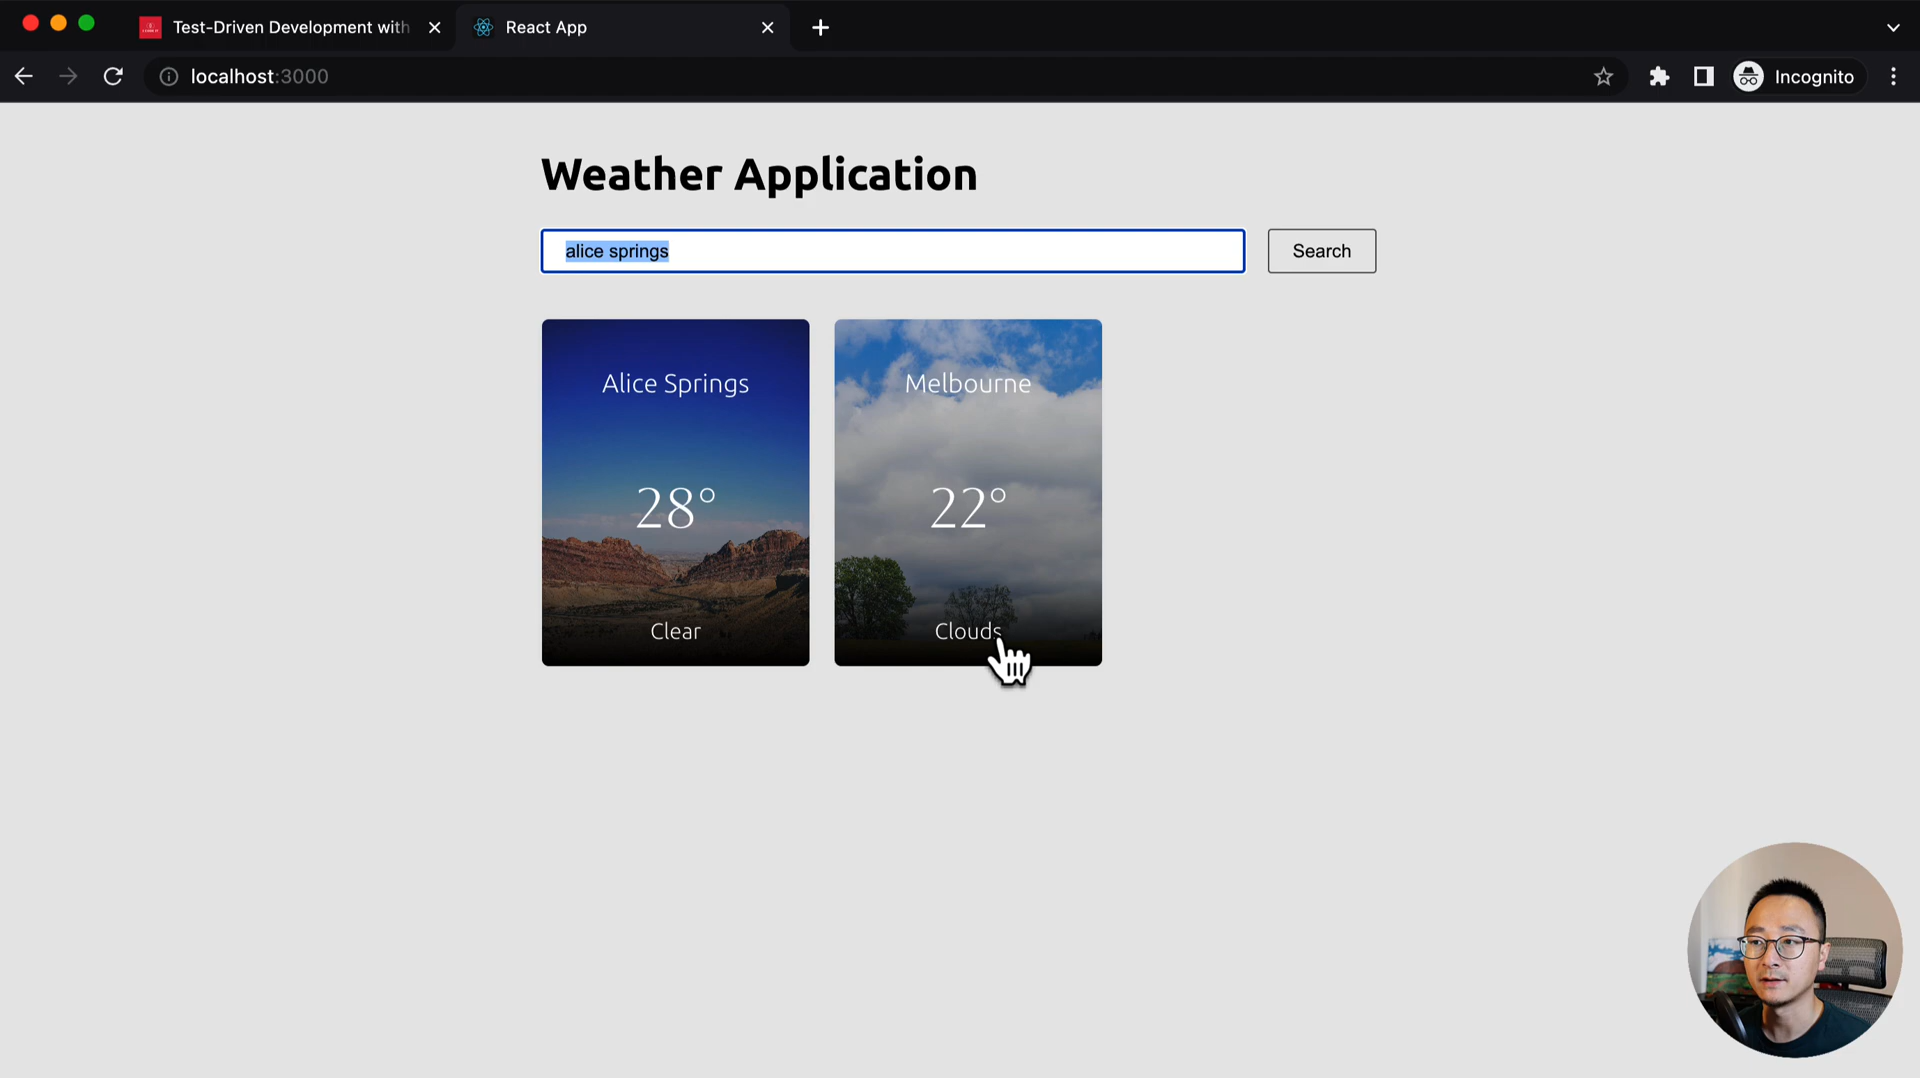 Test-Driven Development with
React App
localhost:3000
Incognito
Weather Application
alice springs
Search
Alice Springs
Melbourne
28°
22°
Clear
Clouds